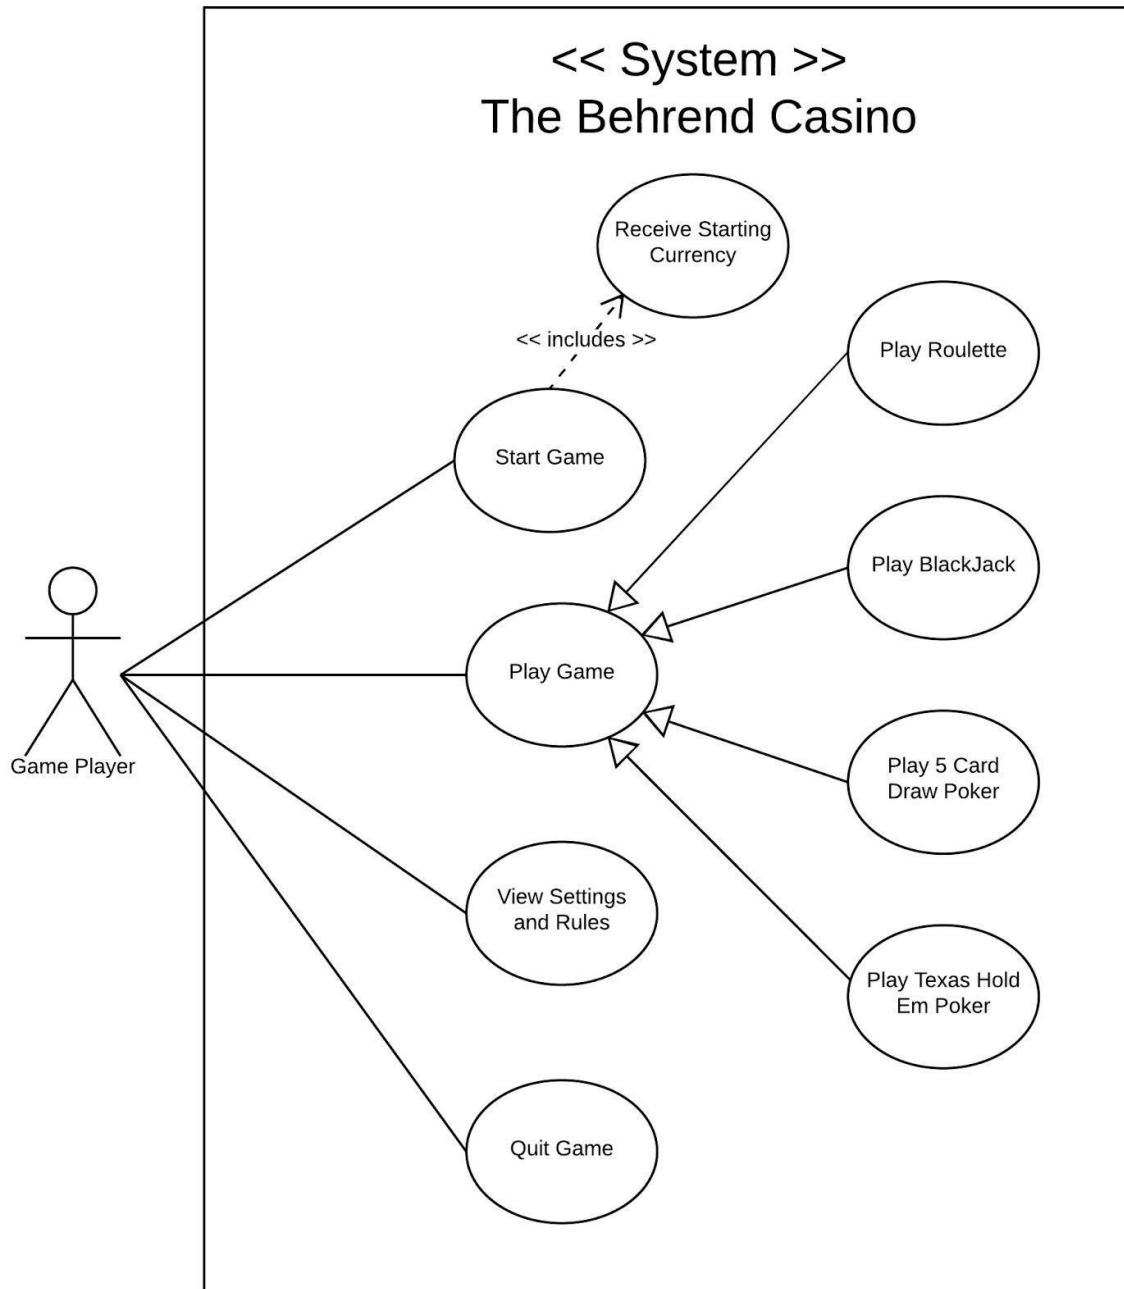 << System >>
The Behrend Casino
Receive Starting
Currency
<< includes >>
Play Roulette
Start Game
Play BlackJack
Play Game
Game Player
Play 5 Card
Draw Poker
View Settings
and Rules
Play Texas Hold
Em Poker
Quit Game